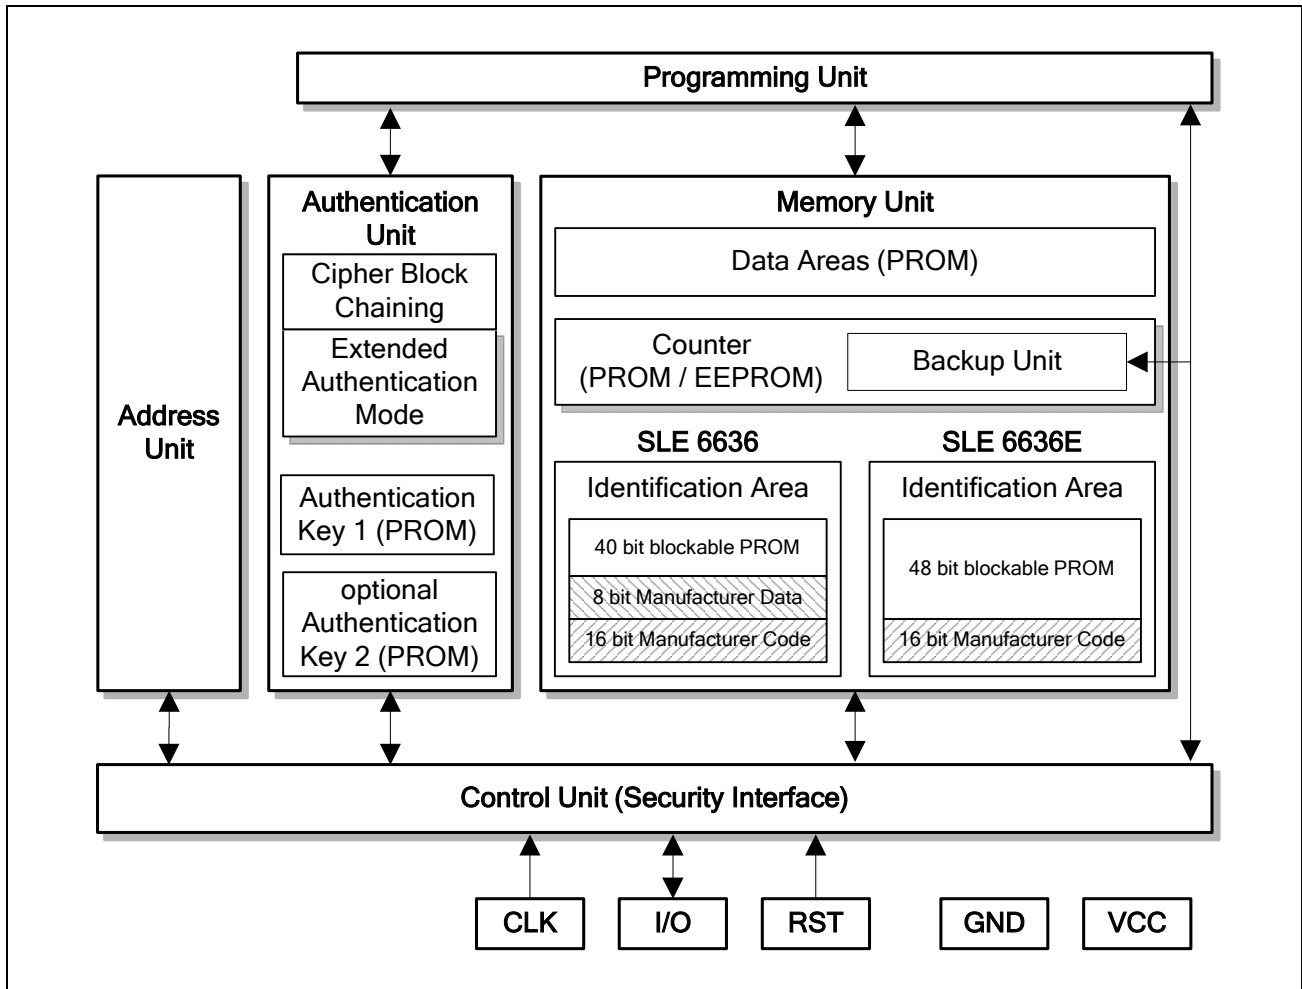 Programming Unit
Address
Unit
Authentication
Unit
Cipher Block
Chaining
Extended
Authentication
Mode
Authentication
Key 1 (PROM)
optional
Authentication
Key 2 (PROM)
Memory Unit
Data Areas (PROM)
Counter
(PROM / EEPROM)
Backup Unit
SLE 6636
Identification Area
40 bit blockable PROM
8 bit Manufacturer Data
16 bit Manufacturer Code
SLE 6636E
Identification Area
48 bit blockable PROM
16 bit Manufacturer Code
Control Unit (Security Interface)
CLK
I/O
RST
GND
VCC